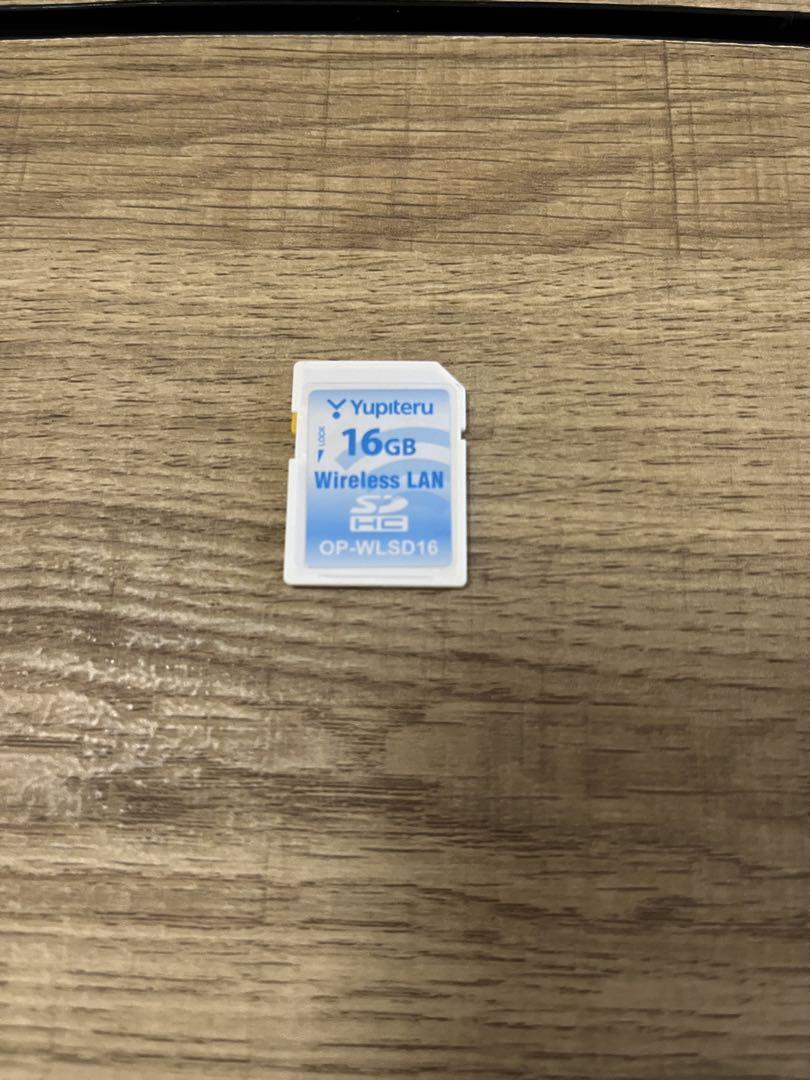 Yupiteru
LOCK
16GB
Wireless LAN
SD
HC
OP-WLSD16